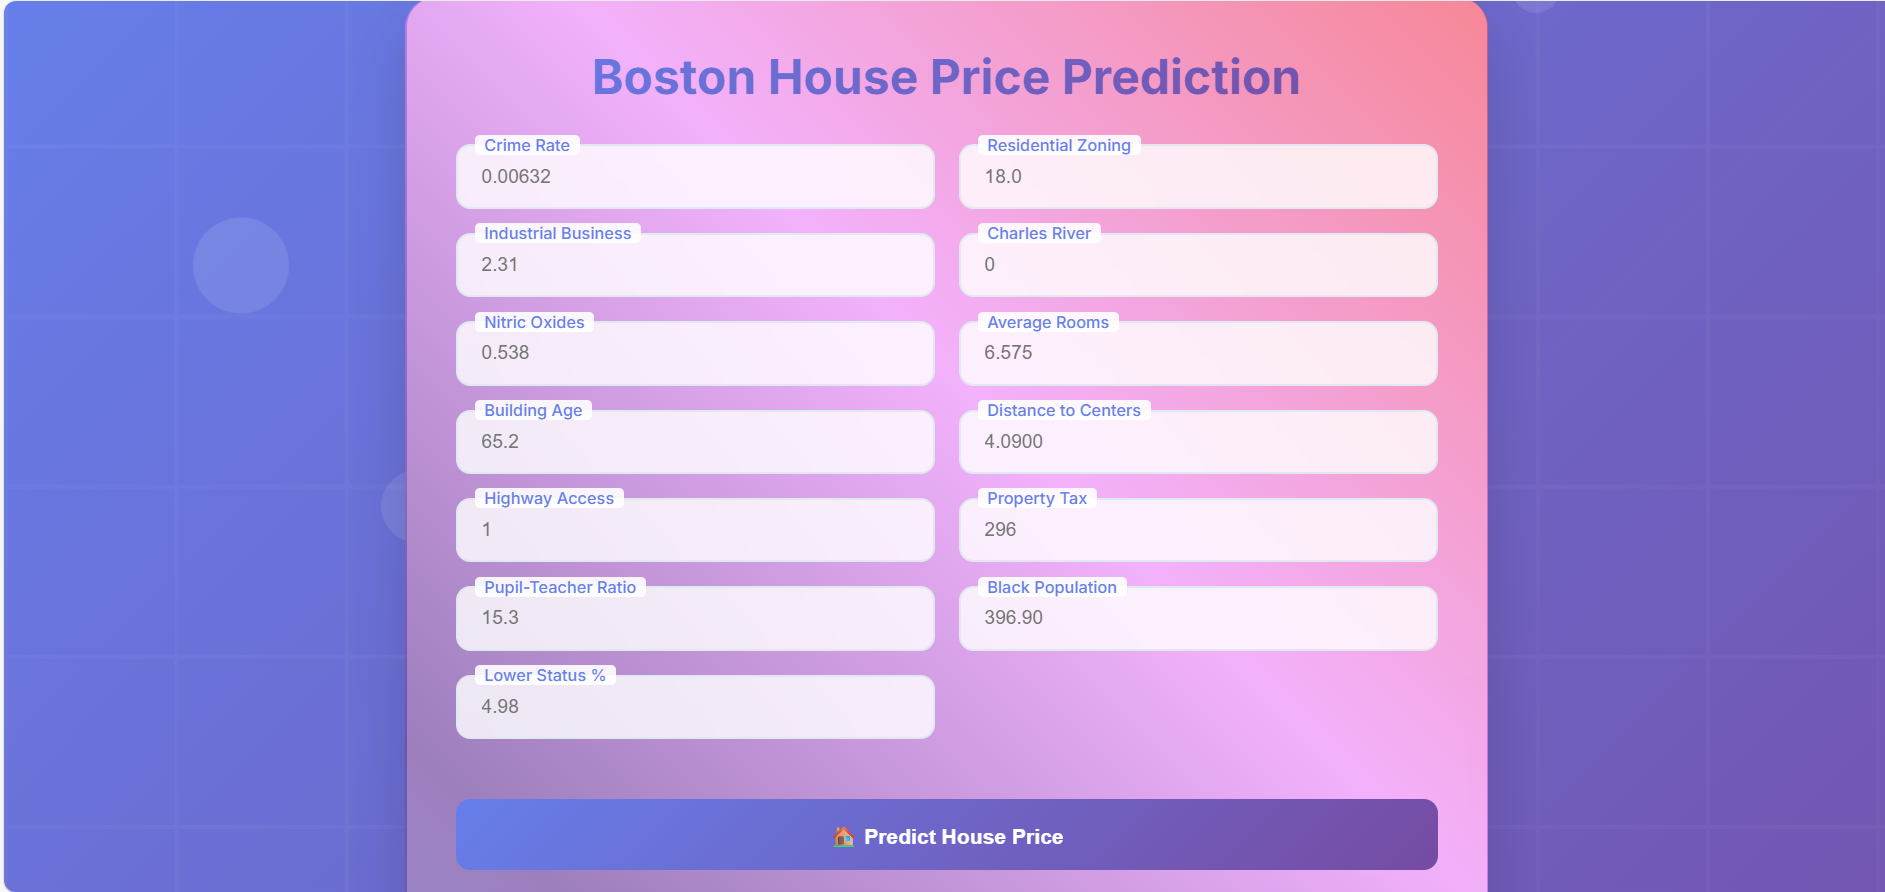 Boston House Price Prediction
Crime Rate
0.00632
Residential Zoning
18.0
Industrial Business
2.31
Charles River
0
Nitric Oxides
0.538
Average Rooms
6.575
Building Age
65.2
Distance to Centers
4.0900
Highway Access
1
Property Tax
296
Pupil-Teacher Ratio
15.3
Black Population
396.90
Lower Status %
4.98
🏠 Predict House Price